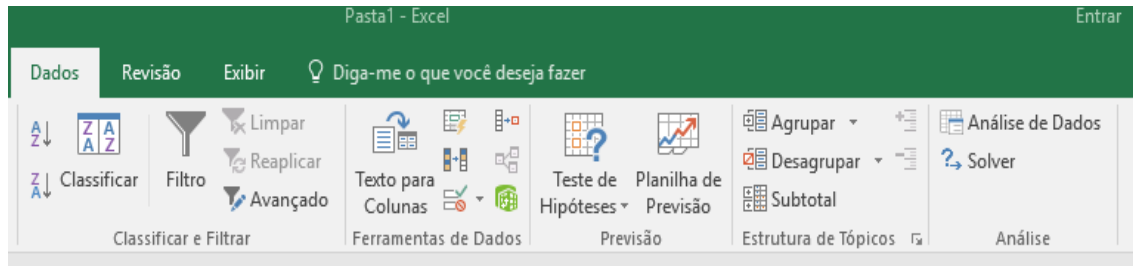 Pasta1 - Excel
Entrar
Dados Revisão Exibir Diga-me o que você deseja fazer
A
Z
Z
A
Z A
A Z
Classificar
Filtro
Limpar
Reaplicar
Avançado
Classificar e Filtrar
Texto para
Colunas
Ferramentas de Dados
Teste de
Hipóteses
Planilha de
Previsão
Previsão
Agrupar
Desagrupar
Subtotal
Estrutura de Tópicos
Análise de Dados
Solver
Análise